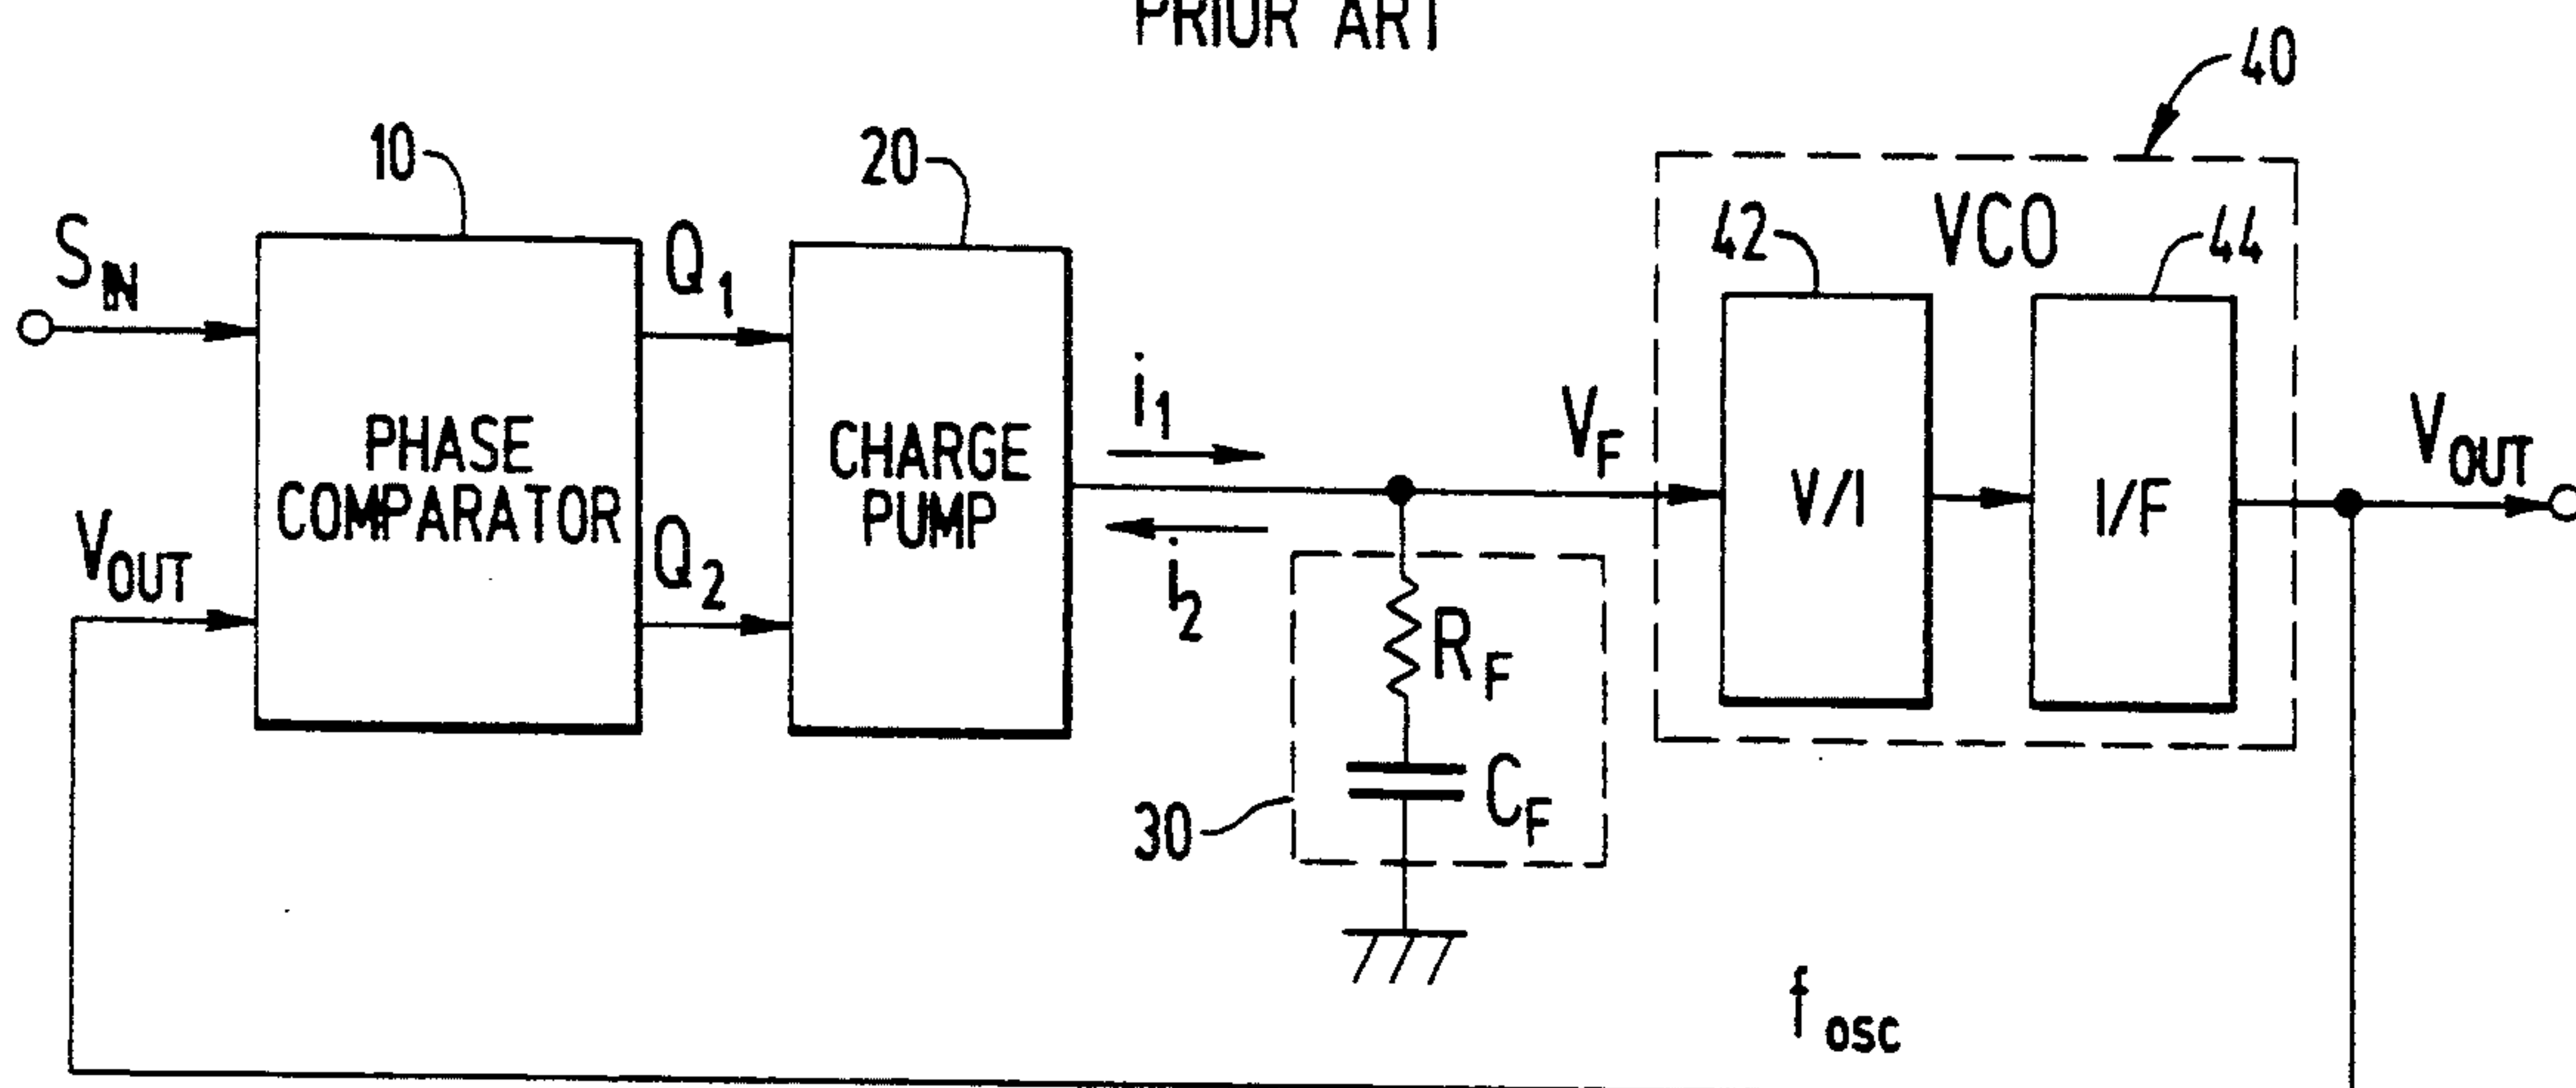 PRIOR ART
40
10
20
S_IN
Q_1
42
VCO
44
i_1
V_F
V_OUT
PHASE
COMPARATOR
CHARGE
PUMP
V/I
I/F
V_OUT
Q_2
i_2
R_F
C_F
30
f_osc